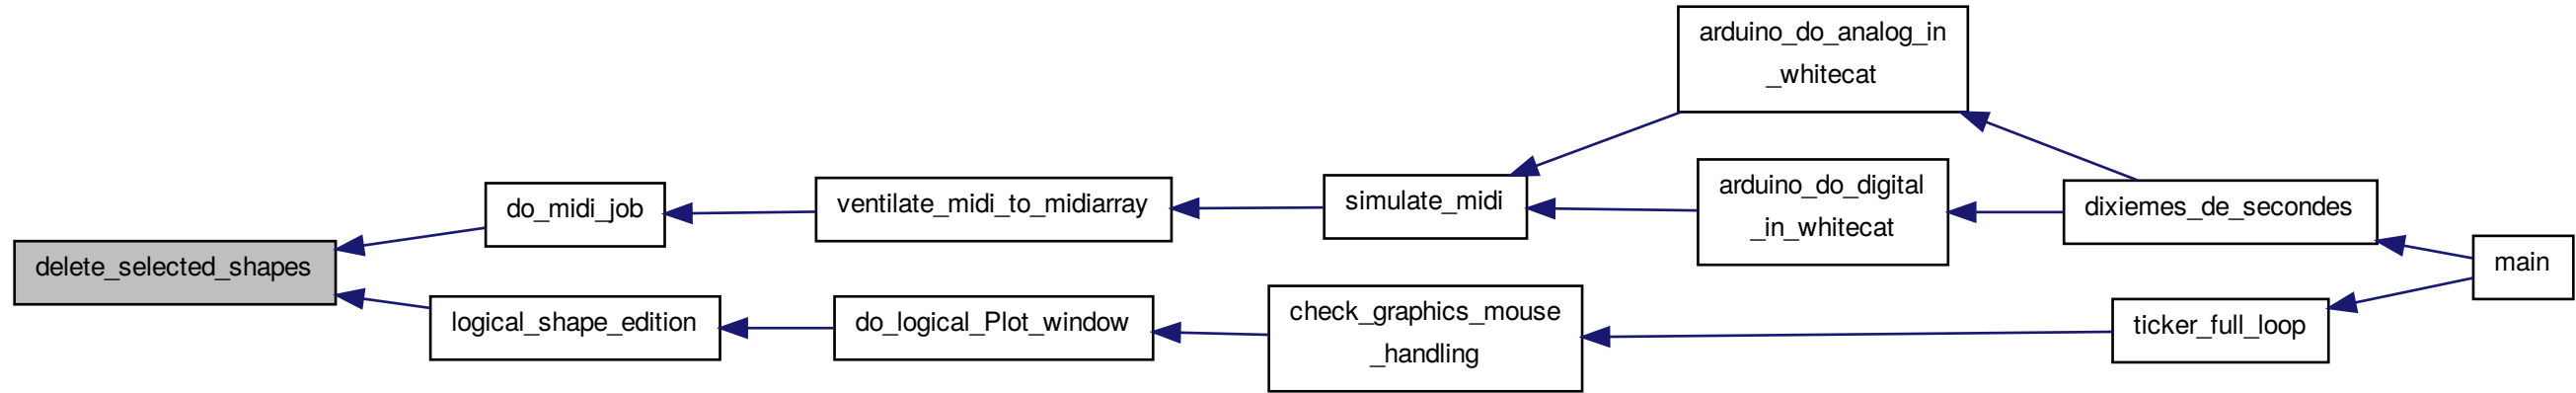 arduino_do_analog_in
_whitecat
arduino_do_digital
_in_whitecat
do_midi_job
ventilate_midi_to_midiarray
simulate_midi
dixiemes_de_secondes
delete_selected_shapes
main
logical_shape_edition
do_logical_Plot_window
check_graphics_mouse
_handling
ticker_full_loop